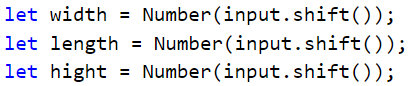 let width = Number(input.shift());
let length = Number(input.shift());
let hight = Number(input.shift());